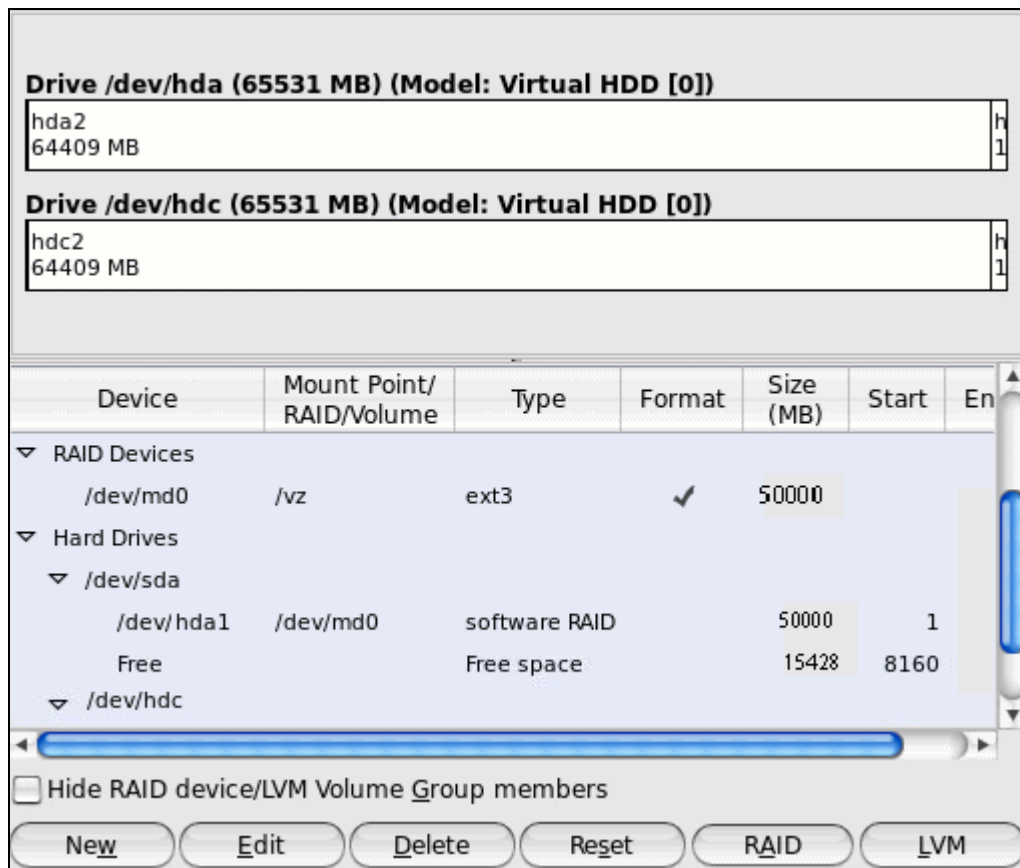 Drive /dev/hda (65531 MB) (Model: Virtual HDD [0])
hda2
64409 MB
h
1
Drive /dev/hdc (65531 MB) (Model: Virtual HDD [0])
hdc2
64409 MB
h
1
Device Mount Point/ RAID/Volume Type Format Size (MB) Start En
RAID Devices
/dev/md0 /vz ext3 50000
Hard Drives
/dev/sda
/dev/hda1 /dev/md0 software RAID 50000 1
Free Free space 15428 8160
/dev/hdc
Hide RAID device/LVM Volume Group members
New Edit Delete Reset RAID LVM